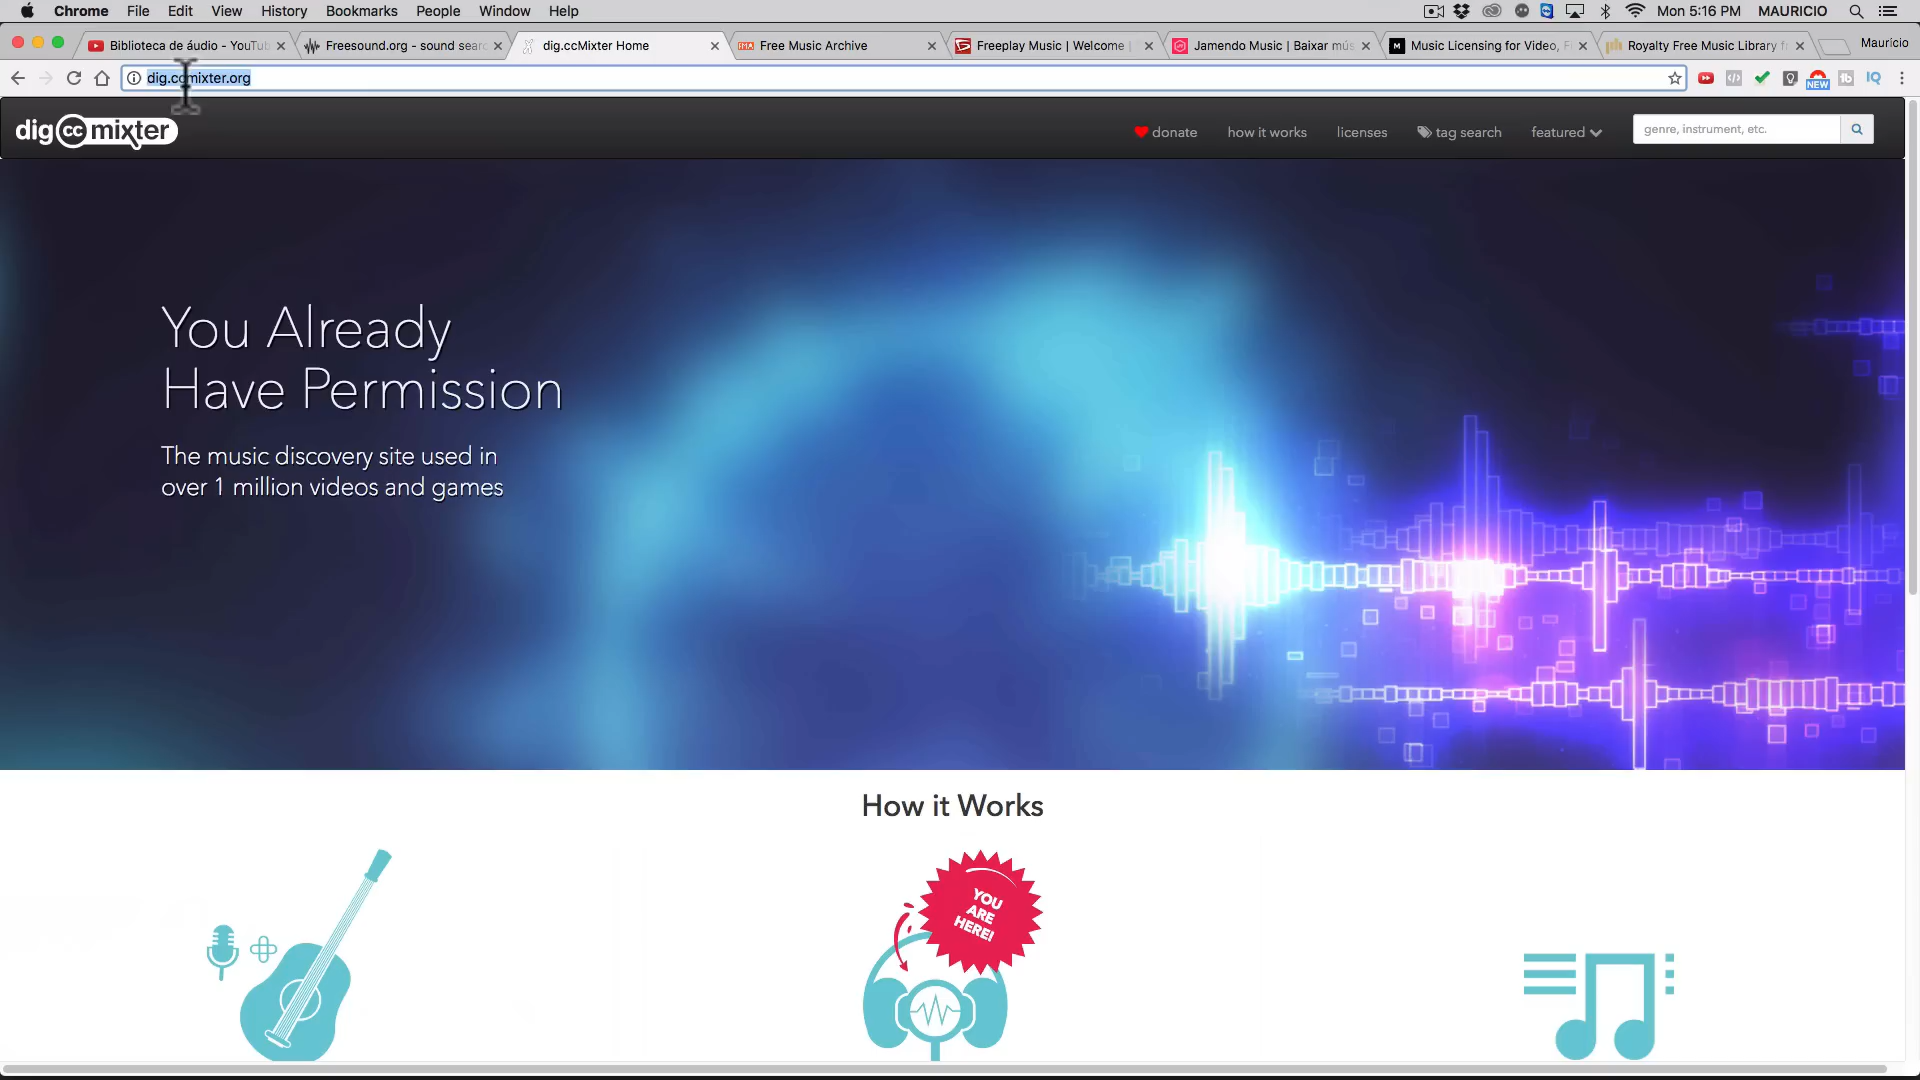 Chrome File Edit View History Bookmarks People Window Help Mon 5:16 PM MAURICIO
Biblioteca de áudio - YouTub Freesound.org - sound sear dig.ccMixter Home Free Music Archive Freeplay Music | Welcome | Jamendo Music | Baixar mús Music Licensing for Video, F Royalty Free Music Library f Mauricio
dig.ccmixter.org NEW IQ
dig cc mixter donate how it works licenses tag search featured genre, instrument, etc.
You Already
Have Permission
The music discovery site used in
over 1 million videos and games
How it Works
YOU
ARE
HERE!